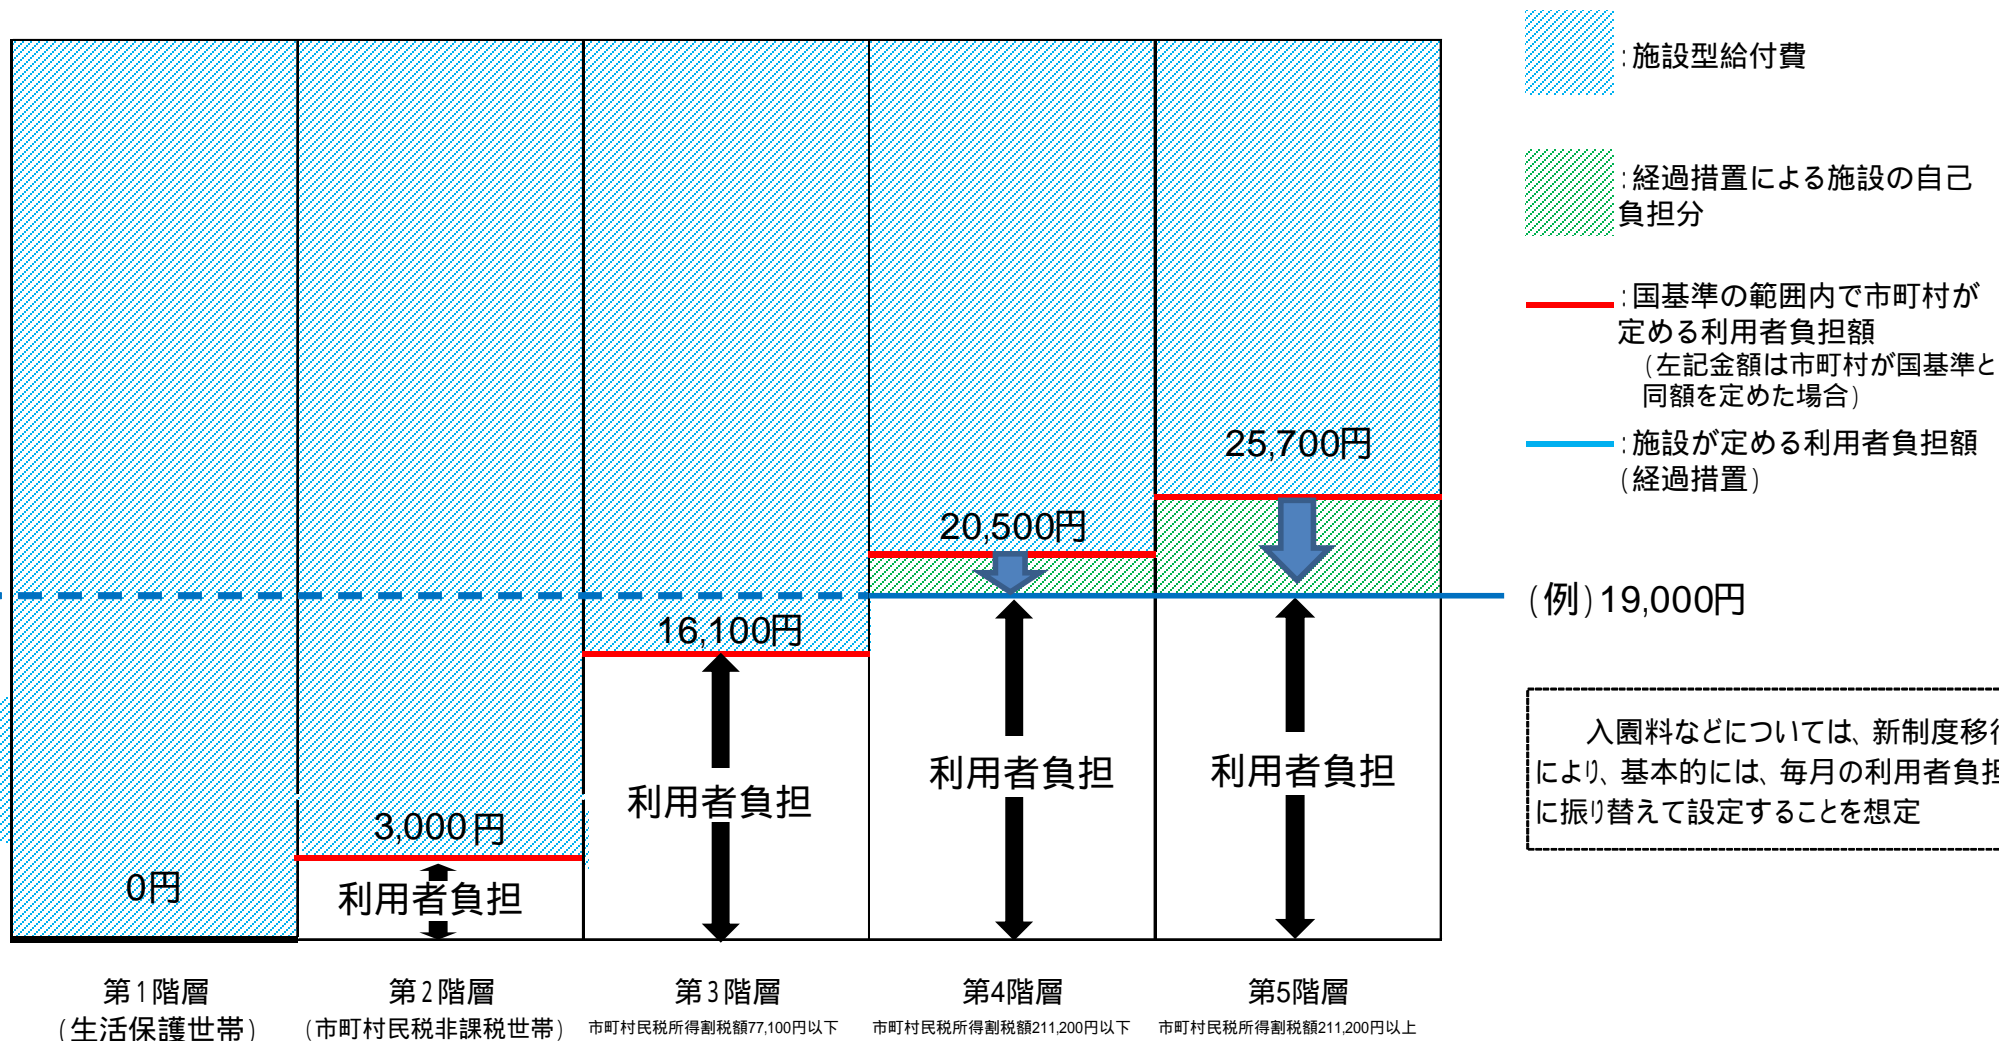 :施設型給付費
:経過措置による施設の自己
負担分
:国基準の範囲内で市町村が
定める利用者負担額
(左記金額は市町村が国基準と
同額を定めた場合)
:施設が定める利用者負担額
(経過措置)
25,700円
20,500円
(例)19,000円
16,100円
入園料などについては、新制度移行
により、基本的には、毎月の利用者負担
に振り替えて設定することを想定
利用者負担
利用者負担
利用者負担
3,000円
0円
利用者負担
第1階層
(生活保護世帯)
第2階層
(市町村民税非課税世帯)
第3階層
市町村民税所得割税額77,100円以下
第4階層
市町村民税所得割税額211,200円以下
第5階層
市町村民税所得割税額211,200円以上